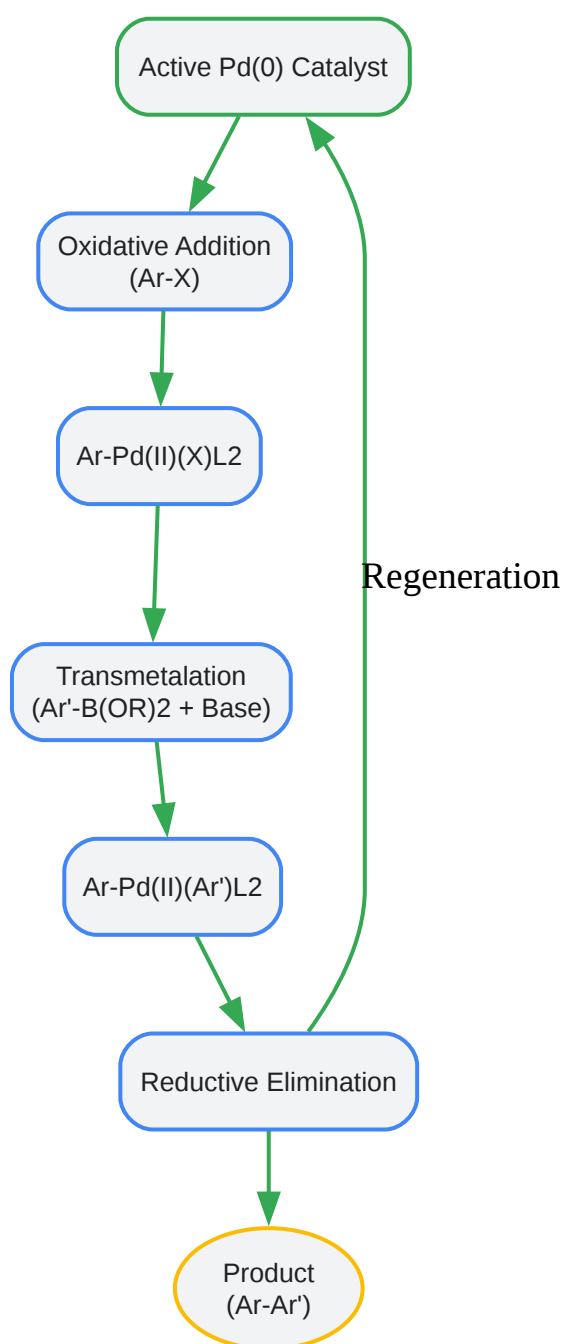 Active Pd(0) Catalyst
Oxidative Addition
(Ar-X)
Ar-Pd(II)(X)L2
Regeneration
Transmetalation
(Ar'-B(OR)2 + Base)
Ar-Pd(II)(Ar')L2
Reductive Elimination
Product
(Ar-Ar')